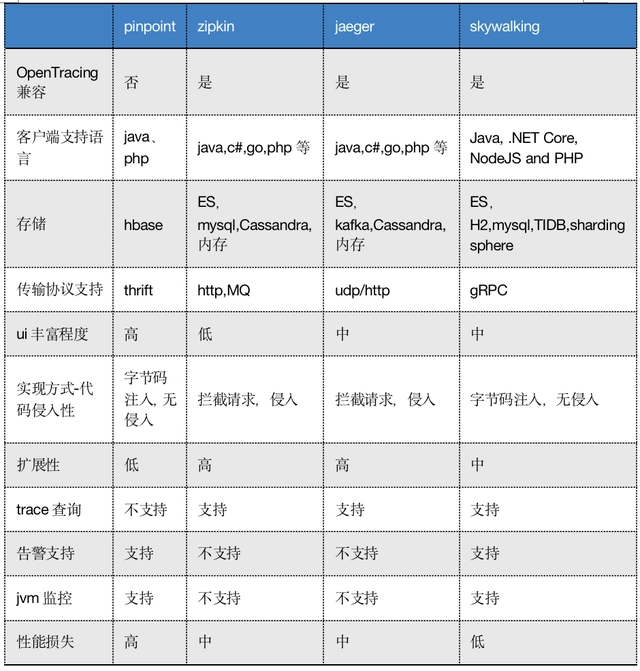 pinpoint zipkin jaeger skywalking
OpenTracing
兼容 否 是 是 是
客户端支持语
言 java、
php java,c#,go,php 等 java,c#,go,php 等 Java, .NET Core,
NodeJS and PHP
存储 hbase ES,
mysql,Cassandra,
内存 ES,
kafka,Cassandra,
内存 ES,
H2,mysql,TIDB,sharding
sphere
传输协议支持 thrift http,MQ udp/http gRPC
ui 丰富程度 高 低 中 中
实现方式-代
码侵入性 字节码
注入, 无
侵入 拦截请求, 侵入 拦截请求, 侵入 字节码注入, 无侵入
扩展性 低 高 高 中
trace 查询 不支持 支持 支持 支持
告警支持 支持 不支持 不支持 支持
jvm 监控 支持 不支持 不支持 支持
性能损失 高 中 中 低